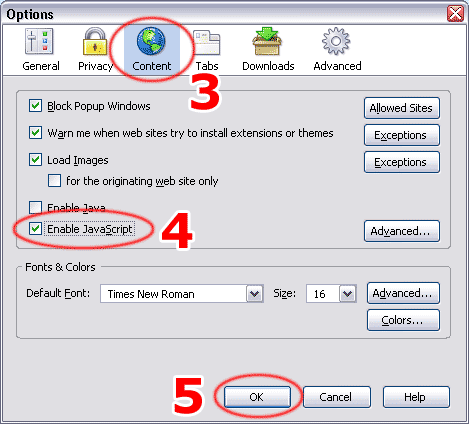 Options
General Privacy Content Tabs Downloads Advanced
3
Block Popup Windows Allowed Sites
Warn me when web sites try to install extensions or themes Exceptions
Load Images Exceptions
for the originating web site only
Enable Java
Enable JavaScript 4 Advanced...
Fonts & Colors
Default Font: Times New Roman Size: 16 Advanced...
Colors...
5 OK Cancel Help